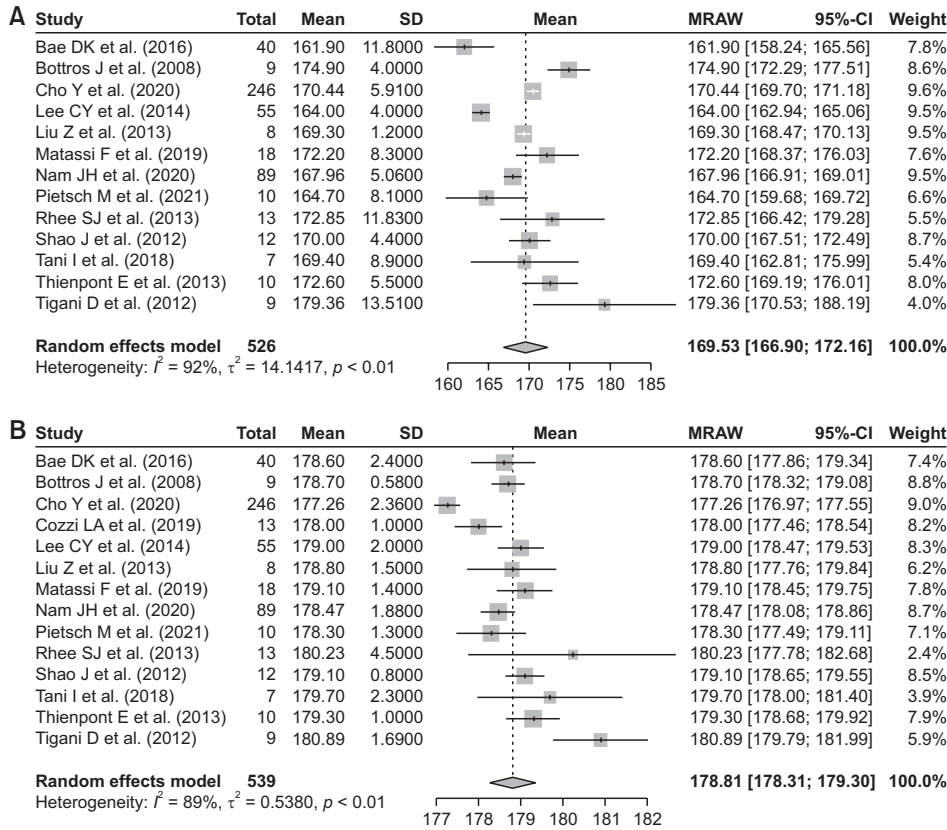 A Study Total Mean SD Mean MRAW 95%-CI Weight
Bae DK et al. (2016) 40 161.90 11.8000 161.90 [158.24; 165.56] 7.8%
Bottros J et al. (2008) 9 174.90 4.0000 174.90 [172.29; 177.51] 8.6%
Cho Y et al. (2020) 246 170.44 5.9100 170.44 [169.70; 171.18] 9.6%
Lee CY et al. (2014) 55 164.00 4.0000 164.00 [162.94; 165.06] 9.5%
Liu Z et al. (2013) 8 169.30 1.2000 169.30 [168.47; 170.13] 9.5%
Matassi F et al. (2019) 18 172.20 8.3000 172.20 [168.37; 176.03] 7.6%
Nam JH et al. (2020) 89 167.96 5.0600 167.96 [166.91; 169.01] 9.5%
Pietsch M et al. (2021) 10 164.70 8.1000 164.70 [159.68; 169.72] 6.6%
Rhee SJ et al. (2013) 13 172.85 11.8300 172.85 [166.42; 179.28] 5.5%
Shao J et al. (2012) 12 170.00 4.4000 170.00 [167.51; 172.49] 8.7%
Tani I et al. (2018) 7 169.40 8.9000 169.40 [162.81; 175.99] 5.4%
Thienpont E et al. (2013) 10 172.60 5.5000 172.60 [169.19; 176.01] 8.0%
Tigani D et al. (2012) 9 179.36 13.5100 179.36 [170.53; 188.19] 4.0%
Random effects model 526 169.53 [166.90; 172.16] 100.0%
Heterogeneity: I² = 92%, τ² = 14.1417, p < 0.01
160 165 170 175 180 185
B Study Total Mean SD Mean MRAW 95%-CI Weight
Bae DK et al. (2016) 40 178.60 2.4000 178.60 [177.86; 179.34] 7.4%
Bottros J et al. (2008) 9 178.70 0.5800 178.70 [178.32; 179.08] 8.8%
Cho Y et al. (2020) 246 177.26 2.3600 177.26 [176.97; 177.55] 9.0%
Cozzi LA et al. (2019) 13 178.00 1.0000 178.00 [177.46; 178.54] 8.2%
Lee CY et al. (2014) 55 179.00 2.0000 179.00 [178.47; 179.53] 8.3%
Liu Z et al. (2013) 8 178.80 1.5000 178.80 [177.76; 179.84] 6.2%
Matassi F et al. (2019) 18 179.10 1.4000 179.10 [178.45; 179.75] 7.8%
Nam JH et al. (2020) 89 178.47 1.8800 178.47 [178.08; 178.86] 8.7%
Pietsch M et al. (2021) 10 178.30 1.3000 178.30 [177.49; 179.11] 7.1%
Rhee SJ et al. (2013) 13 180.23 4.5000 180.23 [177.78; 182.68] 2.4%
Shao J et al. (2012) 12 179.10 0.8000 179.10 [178.65; 179.55] 8.5%
Tani I et al. (2018) 7 179.70 2.3000 179.70 [178.00; 181.40] 3.9%
Thienpont E et al. (2013) 10 179.30 1.0000 179.30 [178.68; 179.92] 7.9%
Tigani D et al. (2012) 9 180.89 1.6900 180.89 [179.79; 181.99] 5.9%
Random effects model 539 178.81 [178.31; 179.30] 100.0%
Heterogeneity: I² = 89%, τ² = 0.5380, p < 0.01
177 178 179 180 181 182